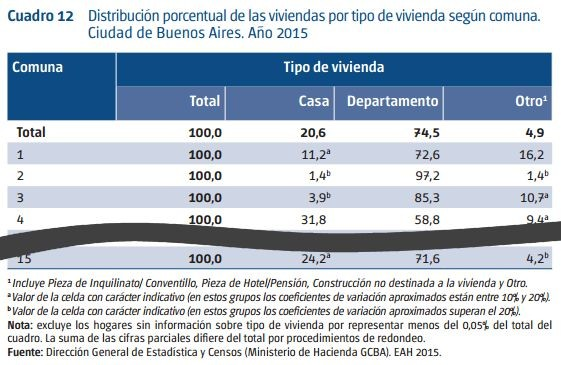 Cuadro 12 Distribución porcentual de las viviendas por tipo de vivienda según comuna.
Ciudad de Buenos Aires. Año 2015
Comuna Tipo de vivienda
Total Casa Departamento Otro¹
Total 100,0 20,6 74,5 4,9
1 100,0 11,2ᵃ 72,6 16,2
2 100,0 1,4ᵇ 97,2 1,4ᵇ
3 100,0 3,9ᵇ 85,3 10,7ᵃ
4 100,0 31,8 58,8 9,4ᵃ
15 100,0 24,2ᵃ 71,6 4,2ᵇ
¹ Incluye Pieza de Inquilinato/ Conventillo, Pieza de Hotel/Pensión, Construcción no destinada a la vivienda y Otro.
ᵃ Valor de la celda con carácter indicativo (en estos grupos los coeficientes de variación aproximados están entre 10% y 20%).
ᵇ Valor de la celda con carácter indicativo (en estos grupos los coeficientes de variación aproximados superan el 20%).
Nota: excluye los hogares sin información sobre tipo de vivienda por representar menos del 0,05% del total del
cuadro. La suma de las cifras parciales difiere del total por procedimientos de redondeo.
Fuente: Dirección General de Estadística y Censos (Ministerio de Hacienda GCBA). EAH 2015.